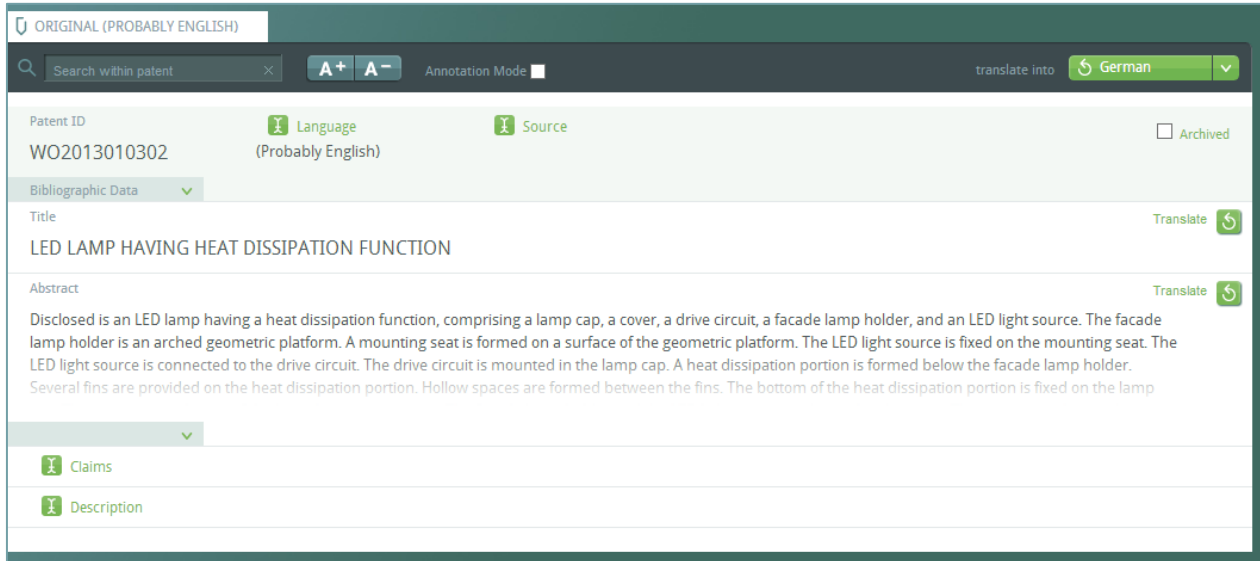 ORIGINAL (PROBABLY ENGLISH)
Search within patent
A+ A-
Annotation Mode
translate into
German
Patent ID
Language
Source
WO2013010302
(Probably English)
Archived
Bibliographic Data
Title
Translate
LED LAMP HAVING HEAT DISSIPATION FUNCTION
Abstract
Translate
Disclosed is an LED lamp having a heat dissipation function, comprising a lamp cap, a cover, a drive circuit, a facade lamp holder, and an LED light source. The facade
lamp holder is an arched geometric platform. A mounting seat is formed on a surface of the geometric platform. The LED light source is fixed on the mounting seat. The
LED light source is connected to the drive circuit. The drive circuit is mounted in the lamp cap. A heat dissipation portion is formed below the facade lamp holder.
Several fins are provided on the heat dissipation portion. Hollow spaces are formed between the fins. The bottom of the heat dissipation portion is fixed on the lamp
Claims
Description